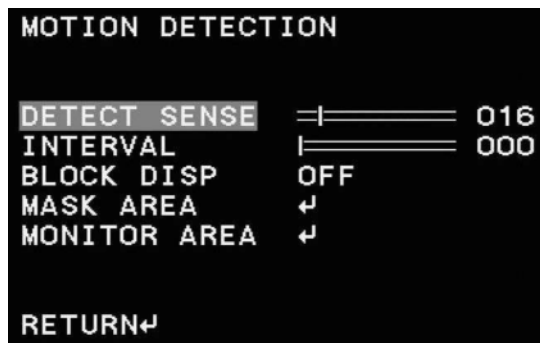 MOTION DETECTION
DETECT SENSE 016
INTERVAL 000
BLOCK DISP OFF
MASK AREA ↵
MONITOR AREA ↵
RETURN↵